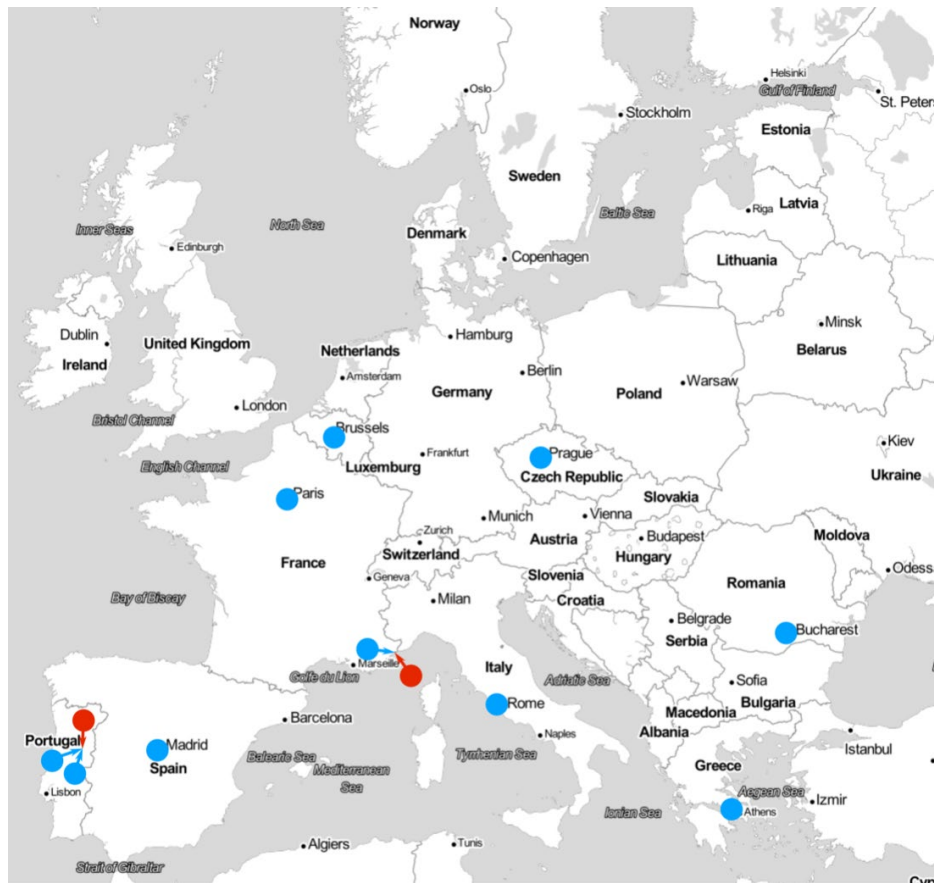 Norway
Helsinki
Gulf of Finland
Oslo
St. Peters
Stockholm
Estonia
Sweden
Latvia
Riga
Baltic Sea
Inner Seas
North Sea
Denmark
Edinburgh
Copenhagen
Lithuania
Minsk
Dublin
Hamburg
United Kingdom
Netherlands
Belarus
Ireland
Berlin
Amsterdam
Warsaw
Germany
Poland
London
Bristol Channel
Brussels
Kiev
Frankfurt
Prague
English Channel
Luxemburg
Czech Republic
Ukraine
Paris
Slovakia
Munich
Vienna
Zurich
Moldova
Budapest
Austria
Switzerland
Hungary
France
Odess
Geneva
Slovenia
Romania
Bay of Biscay
Milan
Croatia
Belgrade
Bucharest
Serbia
Marseille
Italy
Golfe du Lion
Adriatic Sea
Sofia
Rome
Bulgaria
Macedonia
Barcelona
Albania
Naples
Portugal
Madrid
Istanbul
Balearic Sea
Tyrrhenian Sea
Spain
Mediterranean
Sea
Greece
Lisbon
Aegean Sea
Izmir
Ionian Sea
Athens
Algiers
Tunis
Strait of Gibraltar
Cyp